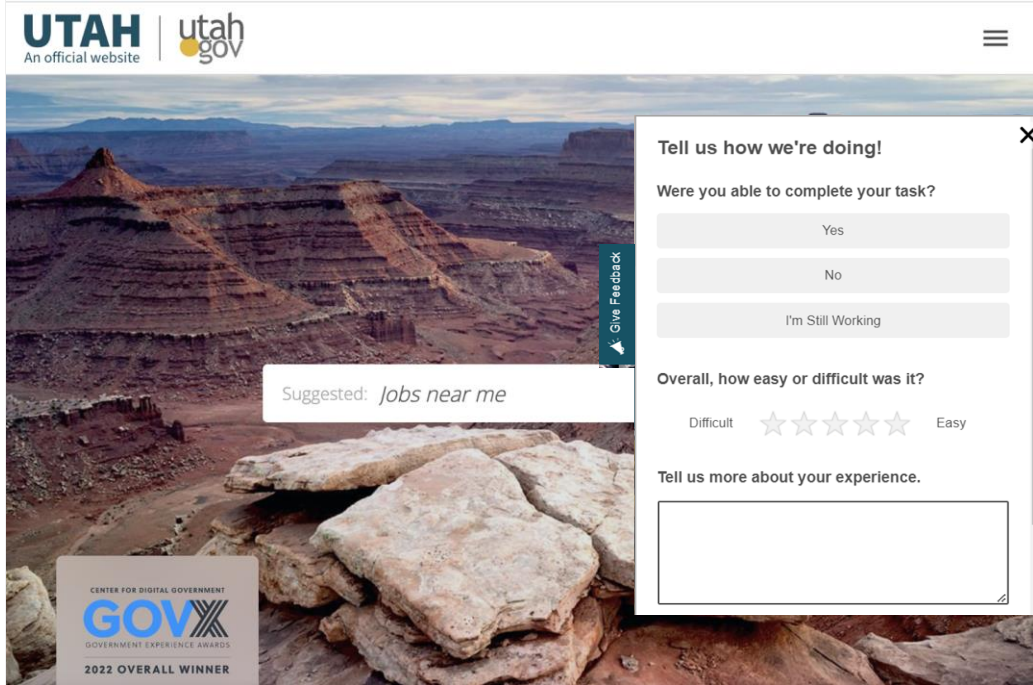 UTAH
An official website
utah
gov
Tell us how we're doing!
Were you able to complete your task?
Yes
No
I'm Still Working
Give Feedback
Suggested: Jobs near me
Overall, how easy or difficult was it?
Difficult
Easy
Tell us more about your experience.
CENTER FOR DIGITAL GOVERNMENT
GOVX
GOVERNMENT EXPERIENCE AWARDS
2022 OVERALL WINNER